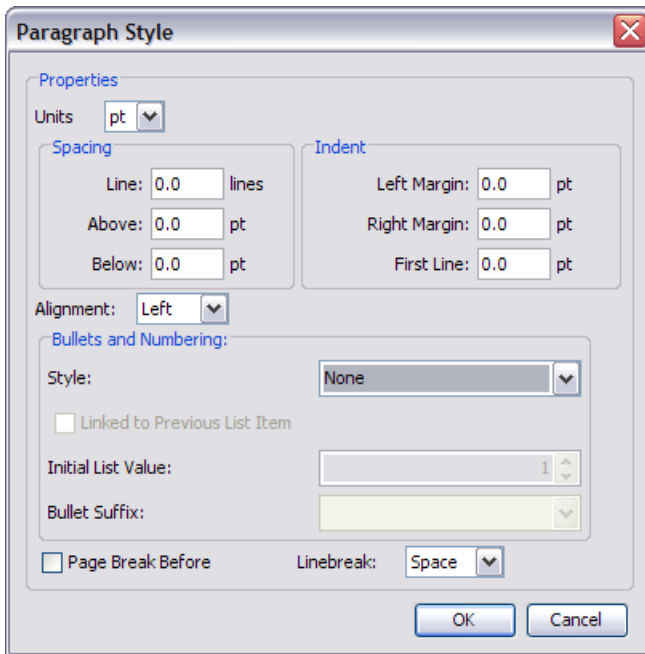 Paragraph Style
Properties
Units pt
Spacing
Line: 0.0 lines
Above: 0.0 pt
Below: 0.0 pt
Indent
Left Margin: 0.0 pt
Right Margin: 0.0 pt
First Line: 0.0 pt
Alignment: Left
Bullets and Numbering:
Style: None
Linked to Previous List Item
Initial List Value: 1
Bullet Suffix:
Page Break Before Linebreak: Space
OK Cancel